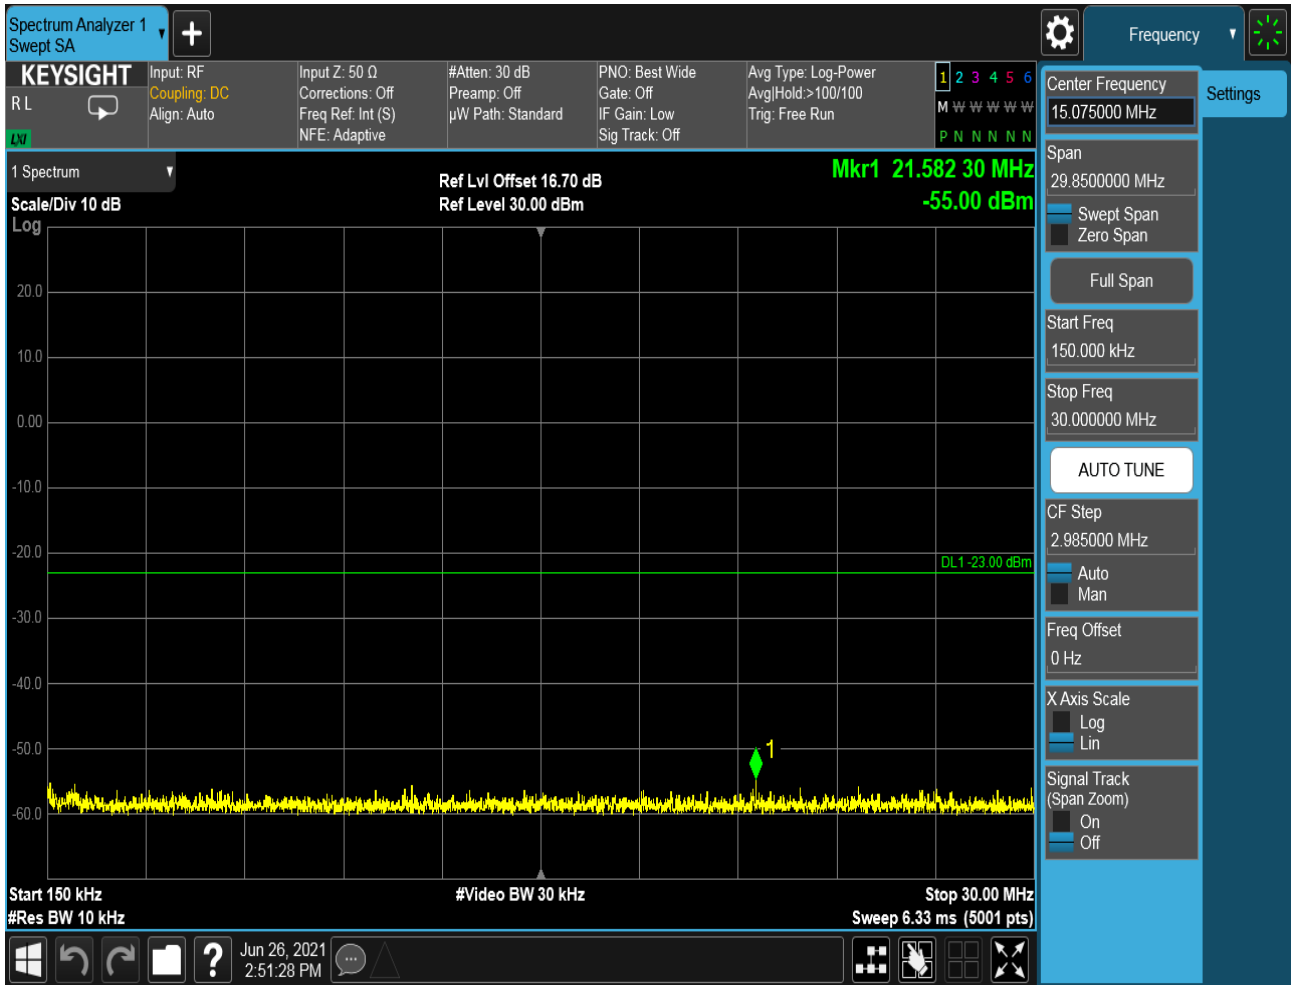 Spectrum Analyzer 1
Swept SA
Frequency
KEYSIGHT
R L
LXI
Input: RF
Coupling: DC
Align: Auto
Input Z: 50 Ω
Corrections: Off
Freq Ref: Int (S)
NFE: Adaptive
#Atten: 30 dB
Preamp: Off
µW Path: Standard
PNO: Best Wide
Gate: Off
IF Gain: Low
Sig Track: Off
Avg Type: Log-Power
Avg|Hold:>100/100
Trig: Free Run
1 2 3 4 5 6
M W W W W W
P N N N N N
1 Spectrum
Scale/Div 10 dB
Log
Ref Lvl Offset 16.70 dB
Ref Level 30.00 dBm
Mkr1 21.582 30 MHz
-55.00 dBm
20.0
10.0
0.00
-10.0
-20.0
-30.0
-40.0
-50.0
-60.0
DL1 -23.00 dBm
1
Start 150 kHz
#Res BW 10 kHz
#Video BW 30 kHz
Stop 30.00 MHz
Sweep 6.33 ms (5001 pts)
Center Frequency
15.075000 MHz
Span
29.8500000 MHz
Swept Span
Zero Span
Full Span
Start Freq
150.000 kHz
Stop Freq
30.000000 MHz
AUTO TUNE
CF Step
2.985000 MHz
Auto
Man
Freq Offset
0 Hz
X Axis Scale
Log
Lin
Signal Track
(Span Zoom)
On
Off
Settings
?
Jun 26, 2021
2:51:28 PM